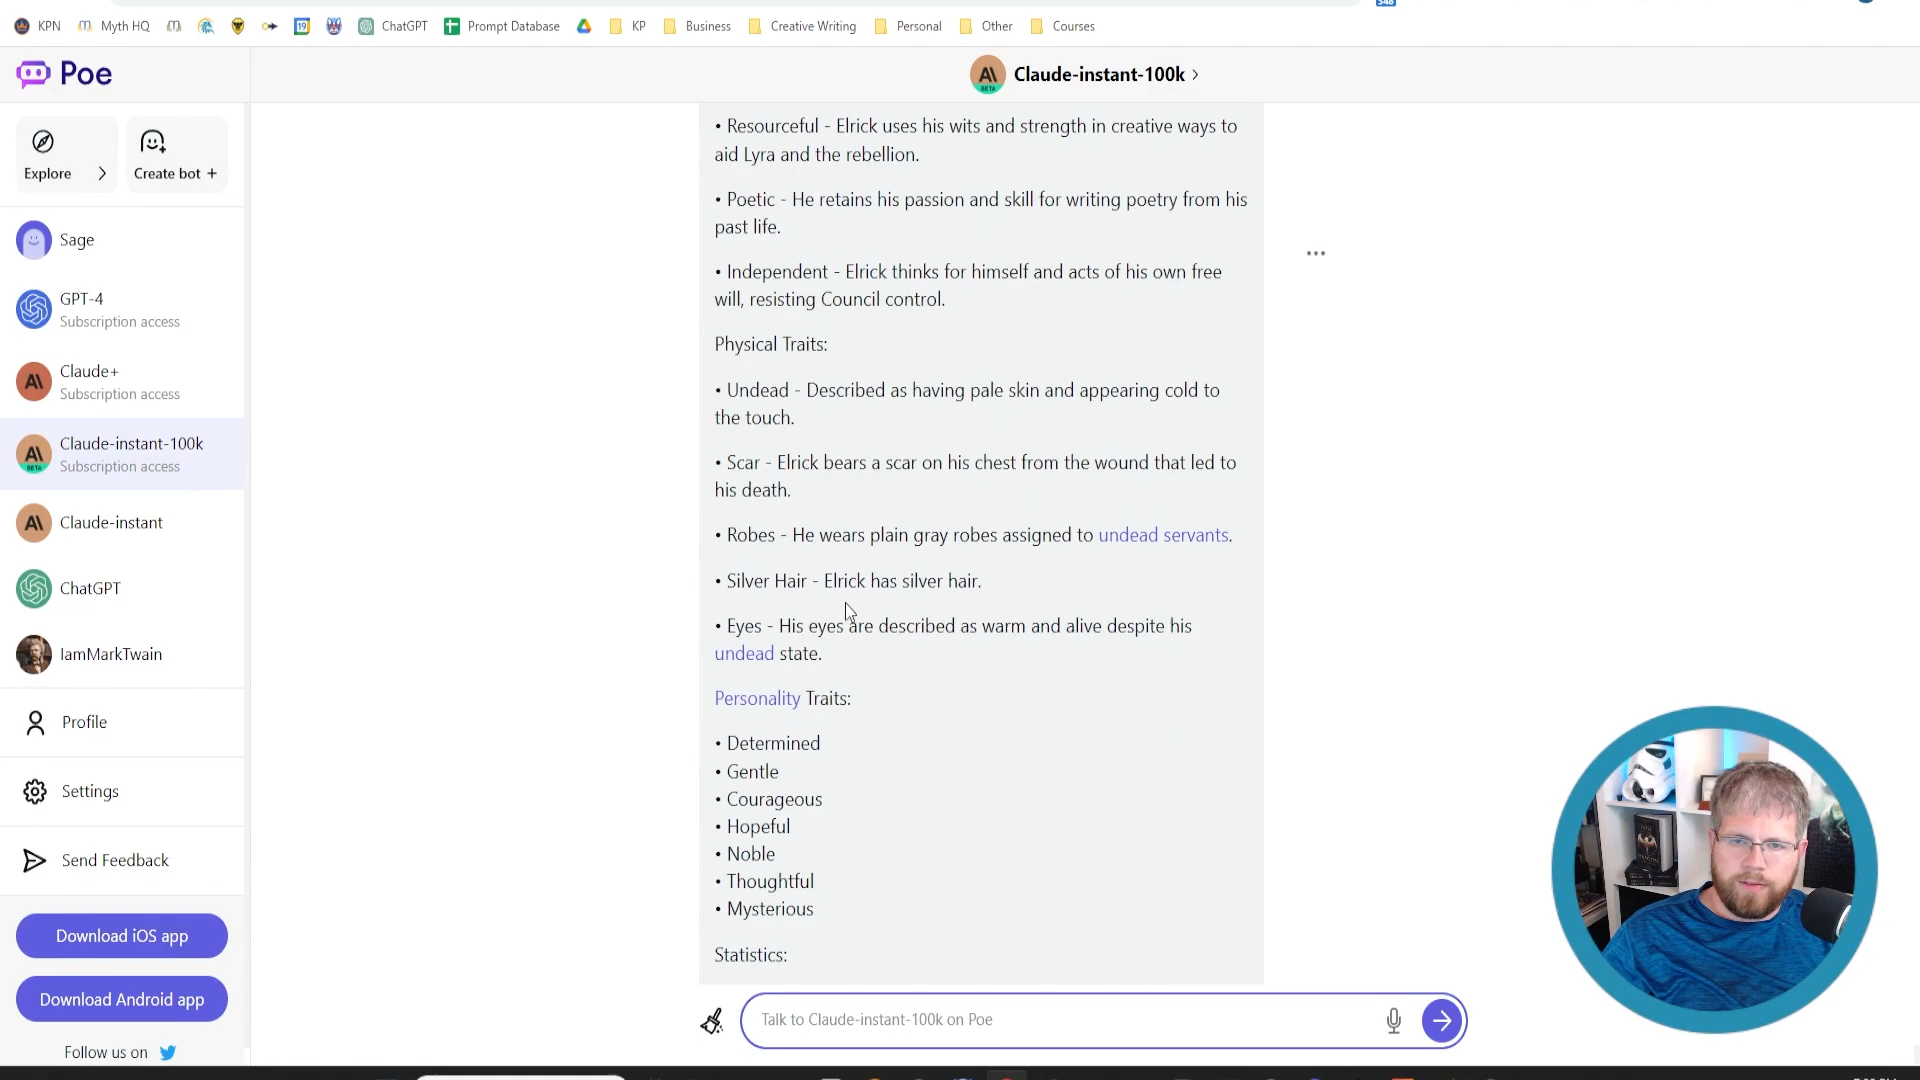 KPN
Myth HQ
19
ChatGPT
Prompt Database
KP
Business
Creative Writing
Personal
Other
Courses
Poe
Explore
Create bot +
Sage
GPT-4
Subscription access
Claude+
Subscription access
Claude-instant-100k
Subscription access
Claude-instant
ChatGPT
IamMarkTwain
Profile
Settings
Send Feedback
Download iOS app
Download Android app
Follow us on
Claude-instant-100k
• Resourceful - Elrick uses his wits and strength in creative ways to
aid Lyra and the rebellion.
• Poetic - He retains his passion and skill for writing poetry from his
past life.
• Independent - Elrick thinks for himself and acts of his own free
will, resisting Council control.
Physical Traits:
• Undead - Described as having pale skin and appearing cold to
the touch.
• Scar - Elrick bears a scar on his chest from the wound that led to
his death.
• Robes - He wears plain gray robes assigned to undead servants.
• Silver Hair - Elrick has silver hair.
• Eyes - His eyes are described as warm and alive despite his
undead state.
Personality Traits:
• Determined
• Gentle
• Courageous
• Hopeful
• Noble
• Thoughtful
• Mysterious
Statistics:
Talk to Claude-instant-100k on Poe